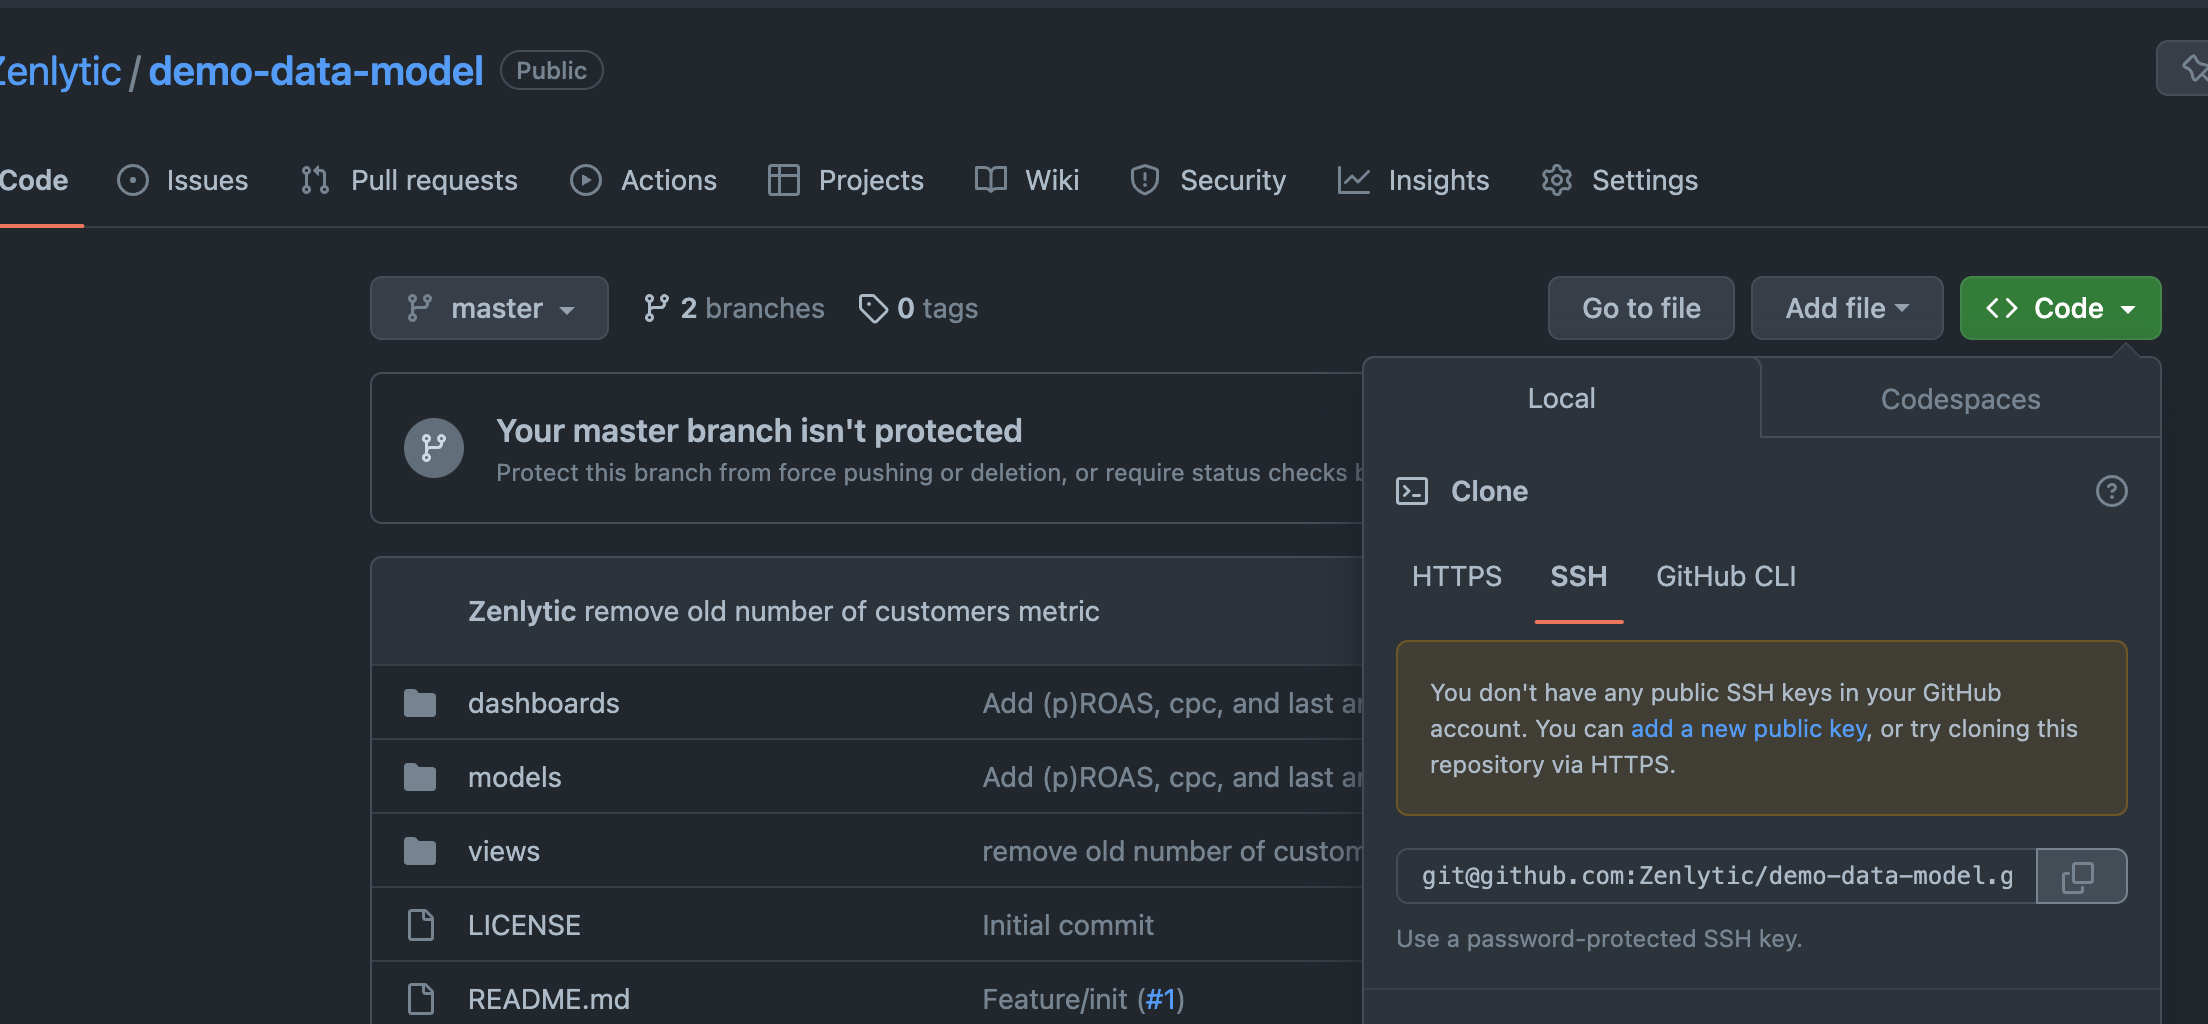 Zenlytic / demo-data-model Public
Code Issues Pull requests Actions Projects Wiki Security Insights Settings
master 2 branches 0 tags Go to file Add file Code
Your master branch isn't protected
Protect this branch from force pushing or deletion, or require status checks
Zenlytic remove old number of customers metric
dashboards Add (p)ROAS, cpc, and last
models Add (p)ROAS, cpc, and last
views remove old number of
LICENSE Initial commit
README.md Feature/init (#1)
Local Codespaces
Clone
HTTPS SSH GitHub CLI
You don't have any public SSH keys in your GitHub
account. You can add a new public key, or try cloning this
repository via HTTPS.
git@github.com:Zenlytic/demo-data-model.g
Use a password-protected SSH key.